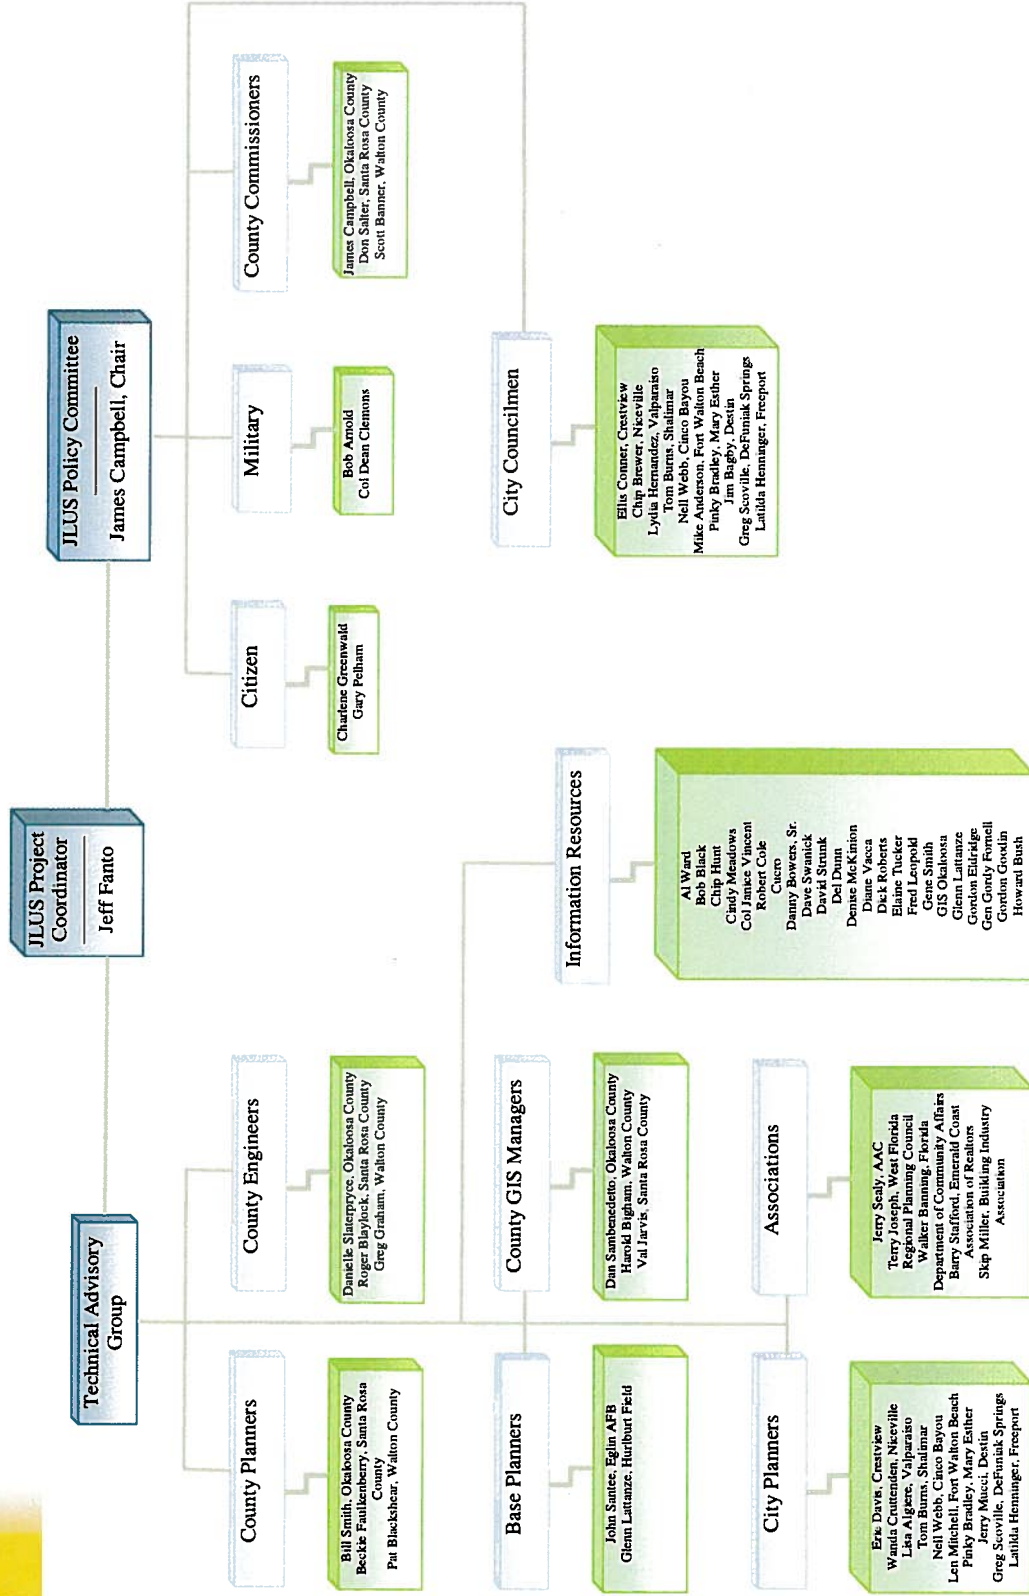 JLUS Project
Coordinator
Jeff Fanto
Technical Advisory
Group
JLUS Policy Committee
James Campbell, Chair
County Planners
Bill Smith, Okaloosa County
Beckie Faulkenberry, Santa Rosa
County
Pat Blackshear, Walton County
County Engineers
Danielle Slaterpryce, Okaloosa County
Roger Blaylock, Santa Rosa County
Greg Graham, Walton County
Base Planners
John Santee, Eglin AFB
Glenn Lattanze, Hurlburt Field
County GIS Managers
Dan Sambenedetto, Okaloosa County
Harold Bigham, Walton County
Val Jarvis, Santa Rosa County
City Planners
Eric Davis, Crestview
Wanda Cruttenden, Niceville
Lisa Algiere, Valparaiso
Tom Burns, Shalimar
Nell Webb, Cinco Bayou
Len Mitchell, Fort Walton Beach
Pinky Bradley, Mary Esther
Jerry Mucci, Destin
Greg Scoville, DeFuniak Springs
Latilda Henninger, Freeport
Associations
Jerry Sealy, AAC
Terry Joseph, West Florida
Regional Planning Council
Walker Banning, Florida
Department of Community Affairs
Barry Stafford, Emerald Coast
Association of Realtors
Skip Miller, Building Industry
Association
Information Resources
Al Ward
Bob Black
Chip Hunt
Cindy Meadows
Col Janice Vincent
Robert Cole
Cucro
Danny Bowers, Sr.
Dave Swanick
David Strunk
Del Dunn
Denise McKinion
Diane Vacca
Dick Roberts
Elaine Tucker
Fred Leopold
Gene Smith
GIS Okaloosa
Glenn Lattanze
Gordon Eldridge
Gen Gordy Fornell
Gordon Goodin
Howard Bush
Citizen
Charlene Greenwald
Gary Pelham
Military
Bob Arnold
Col Dean Clemons
County Commissioners
James Campbell, Okaloosa County
Don Salter, Santa Rosa County
Scott Banner, Walton County
City Councilmen
Ellis Conner, Crestview
Chip Brewer, Niceville
Lydia Hernandez, Valparaiso
Tom Burns, Shalimar
Nell Webb, Cinco Bayou
Mike Anderson, Fort Walton Beach
Pinky Bradley, Mary Esther
Jim Bagby, Destin
Greg Scoville, DeFuniak Springs
Latilda Henninger, Freeport